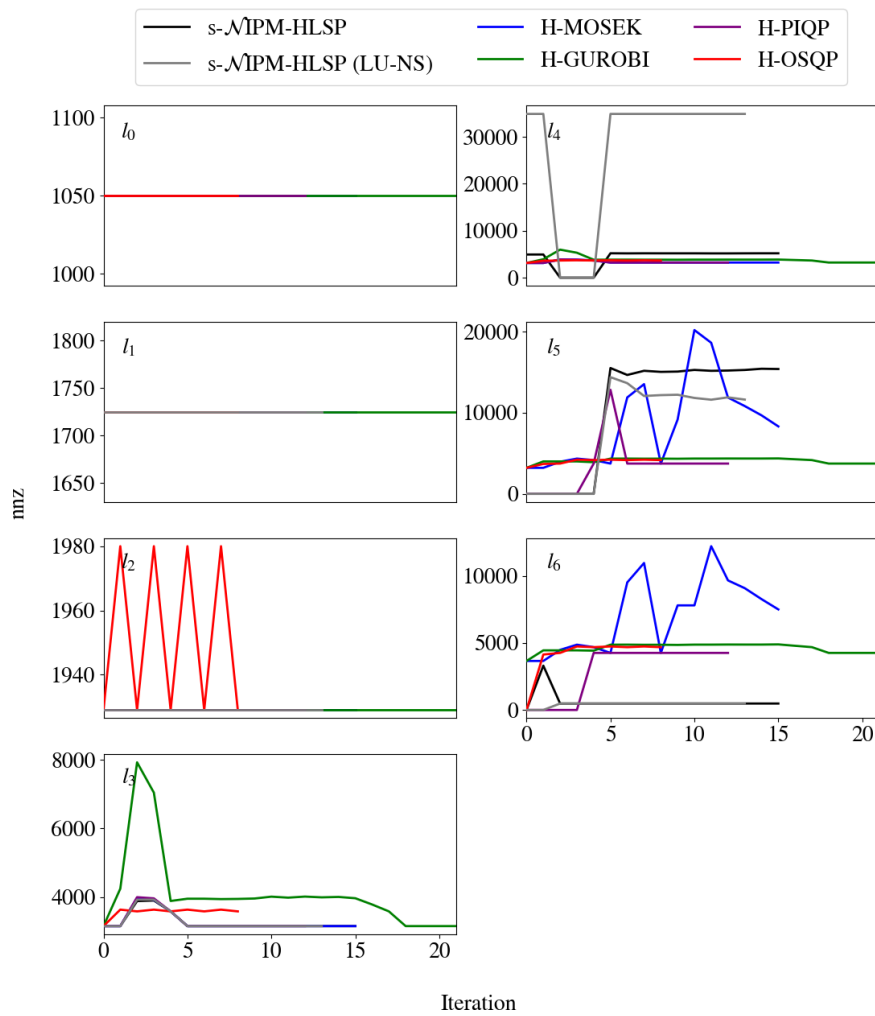 s-𝒩IPM-HLSP H-MOSEK H-PIQP
s-𝒩IPM-HLSP (LU-NS) H-GUROBI H-OSQP
l₀
1100
1050
1000
l₄
30000
20000
10000
0
l₁
1800
1750
1700
1650
l₅
20000
10000
0
nnz
l₂
1980
1960
1940
l₆
10000
5000
0
0 5 10 15 20
l₃
8000
6000
4000
0 5 10 15 20
Iteration